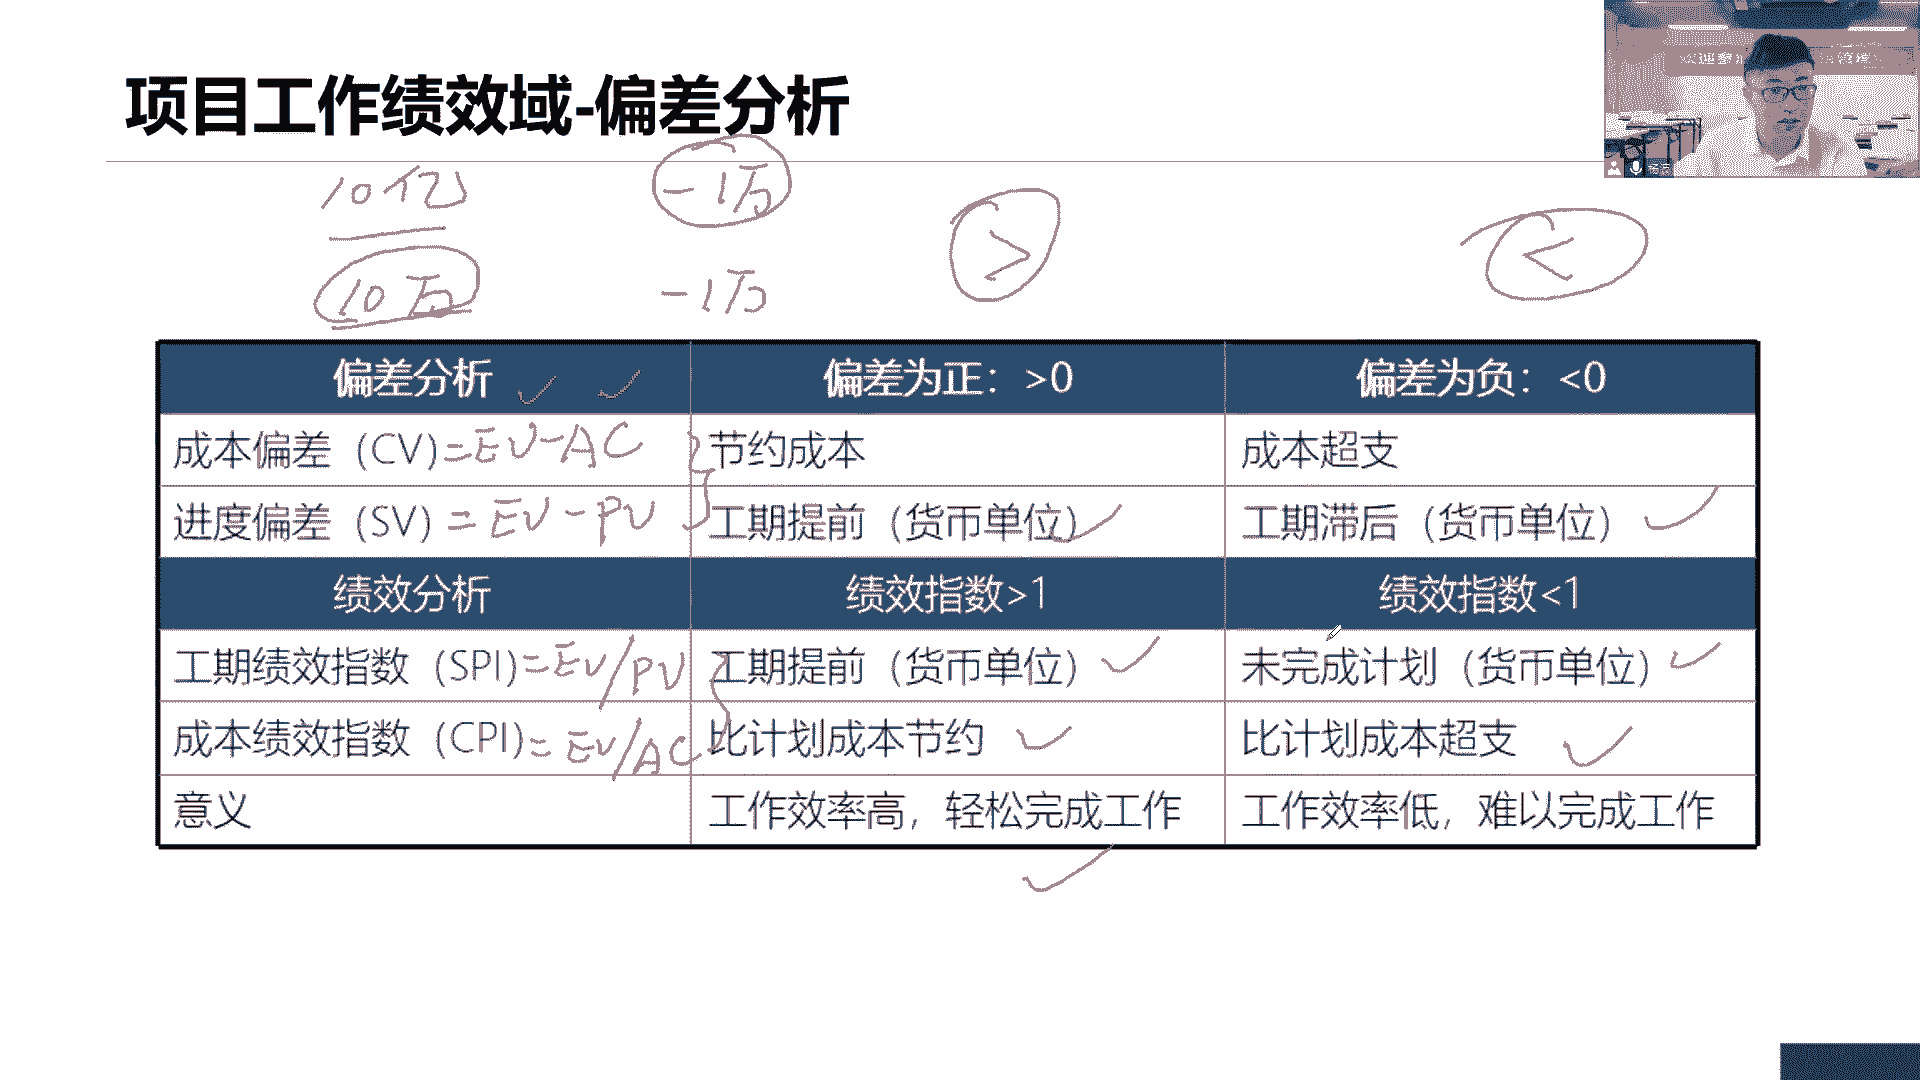 项目工作绩效域-偏差分析
10亿 -1万
> <
10万 -1万
偏差分析 偏差为正：>0 偏差为负：<0
成本偏差（CV)=EV-AC 节约成本 成本超支
进度偏差（SV）=EV-PV 工期提前（货币单位） 工期滞后（货币单位）
绩效分析 绩效指数>1 绩效指数<1
工期绩效指数（SPI)=EV/PV 工期提前（货币单位） 未完成计划（货币单位）
成本绩效指数（CPI)=EV/AC 比计划成本节约 比计划成本超支
意义 工作效率高，轻松完成工作 工作效率低，难以完成工作